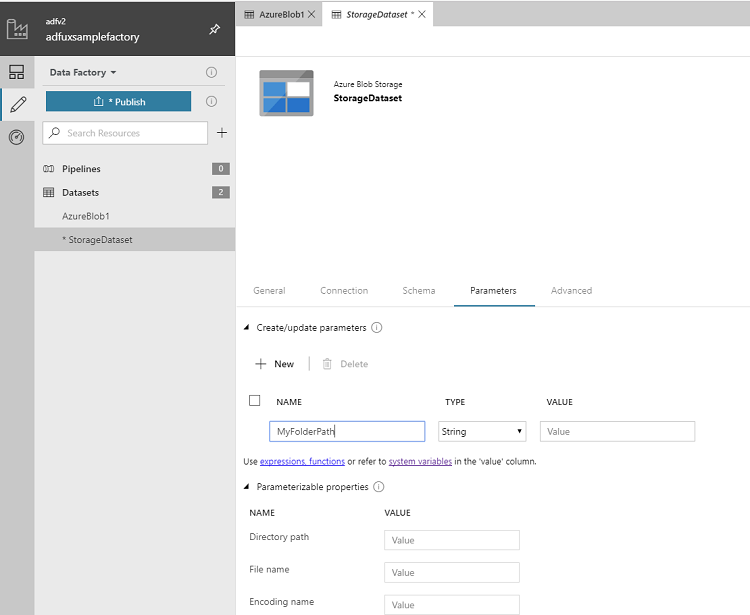 adfv2
adfuxsamplefactory
Data Factory
* Publish
Search Resources
Pipelines 0
Datasets 2
AzureBlob1
* StorageDataset
AzureBlob1
StorageDataset *
Azure Blob Storage
StorageDataset
General Connection Schema Parameters Advanced
Create/update parameters
New Delete
NAME TYPE VALUE
MyFolderPath String Value
Use expressions, functions or refer to system variables in the 'value' column.
Parameterizable properties
NAME VALUE
Directory path Value
File name Value
Encoding name Value